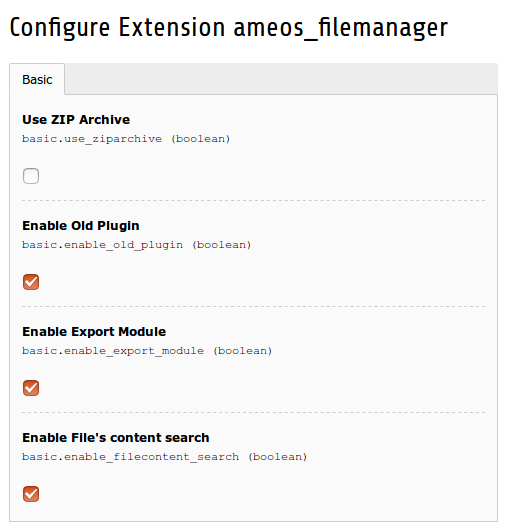 Configure Extension ameos_filemanager
Basic
Use ZIP Archive
basic.use_ziparchive (boolean)
Enable Old Plugin
basic.enable_old_plugin (boolean)
Enable Export Module
basic.enable_export_module (boolean)
Enable File's content search
basic.enable_filecontent_search (boolean)